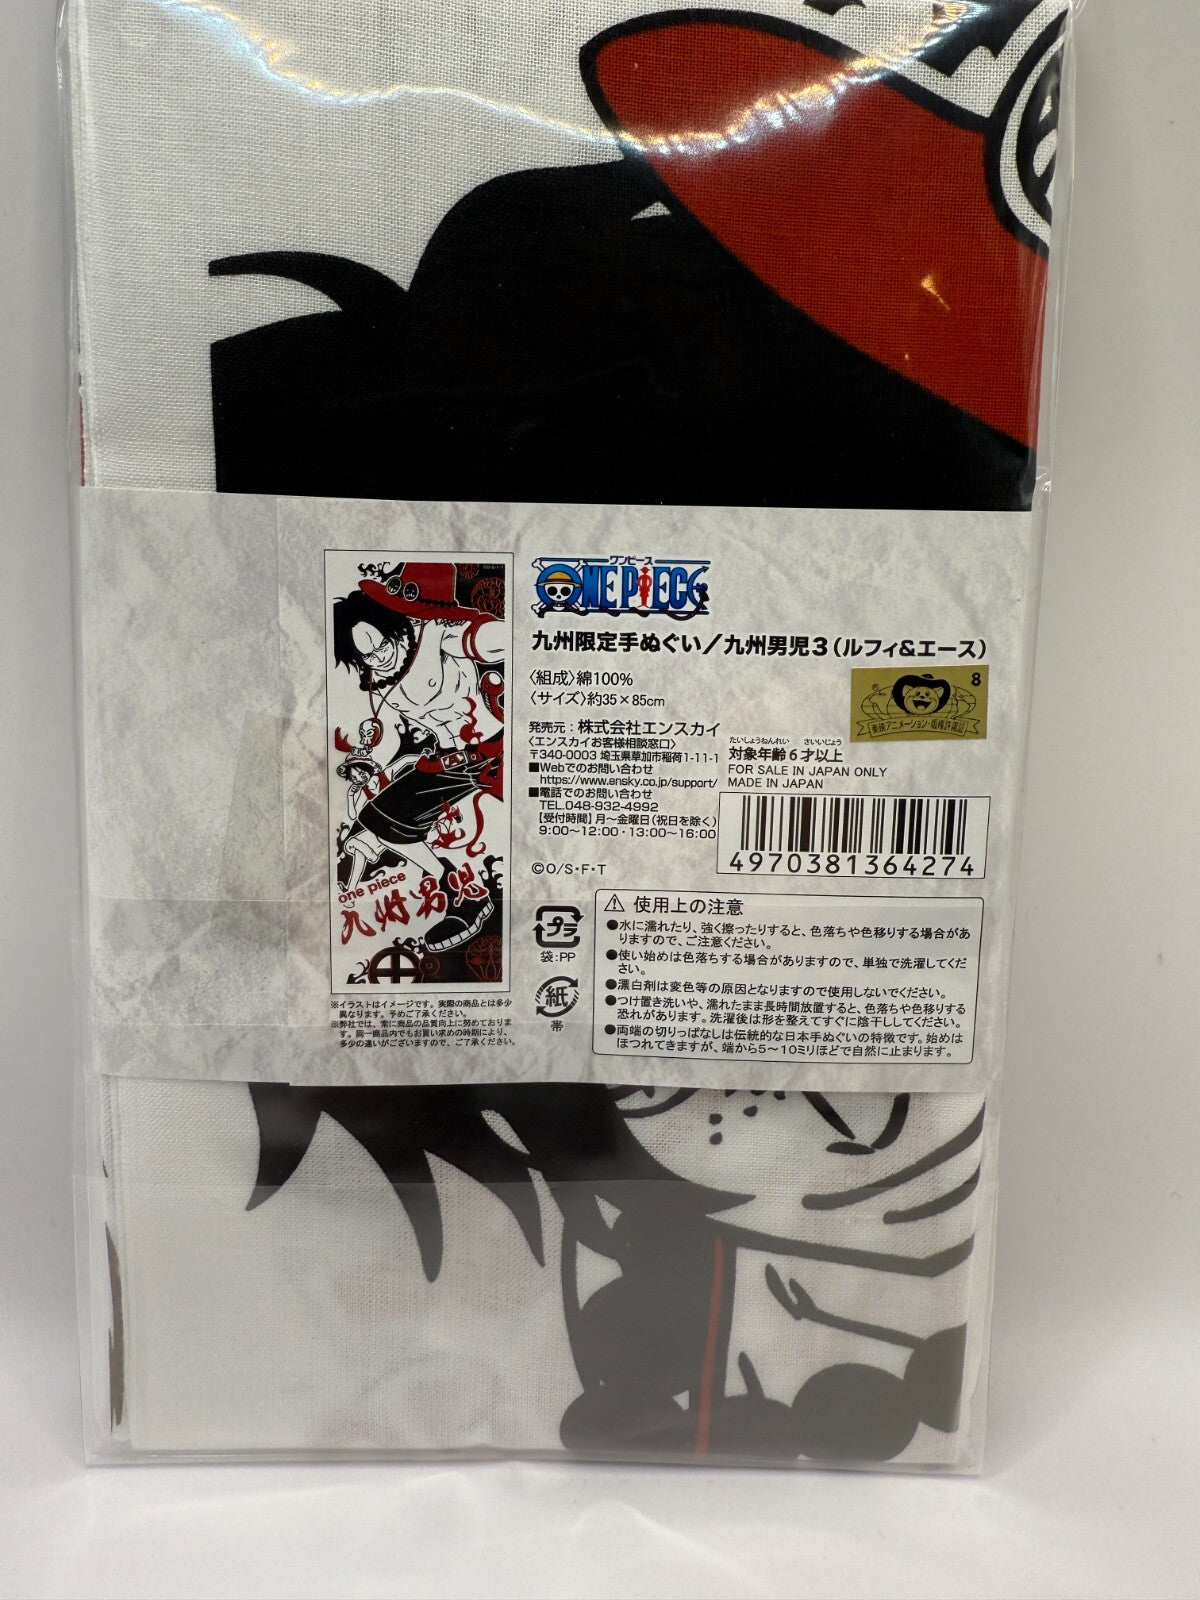 ワンピース
ONE PIECE
九州限定手ぬぐい／九州男児3(ルフィ&エース)
〈組成〉綿100%
〈サイズ〉約35×85cm
8
東映アニメーション・版権許諾証
発売元：株式会社エンスカイ
〈エンスカイお客様相談窓口〉
〒340-0003 埼玉県草加市稲荷1-11-1
■Webでのお問い合わせ
https://www.ensky.co.jp/support/
■電話でのお問い合わせ
TEL.048-932-4992
【受付時間】月〜金曜日(祝日を除く)
9:00〜12:00・13:00〜16:00
たいしょうねんれい さいいじょう
対象年齢6才以上
FOR SALE IN JAPAN ONLY
MADE IN JAPAN
4970381364274
©O/S・F・T
one piece
九州男児
※イラストはイメージです。実際の商品とは多少
異なります。予めご了承ください。
※弊社では、常に商品の品質向上に努めておりま
す。同一商品内でもお買い求めの時期により、
多少の違いがございますので、ご了承ください。
プラ
袋:PP
紙
帯
⚠ 使用上の注意
●水に濡れたり、強く擦ったりすると、色落ちや色移りする場合があ
りますので、ご注意ください。
●使い始めは色落ちする場合がありますので、単独で洗濯してくだ
さい。
●漂白剤は変色等の原因となりますので使用しないでください。
●つけ置き洗いや、濡れたまま長時間放置すると、色落ちや色移りする
恐れがあります。洗濯後は形を整えてすぐに陰干ししてください。
●両端の切りっぱなしは伝統的な日本手ぬぐいの特徴です。始めは
ほつれてきますが、端から5〜10ミリほどで自然に止まります。